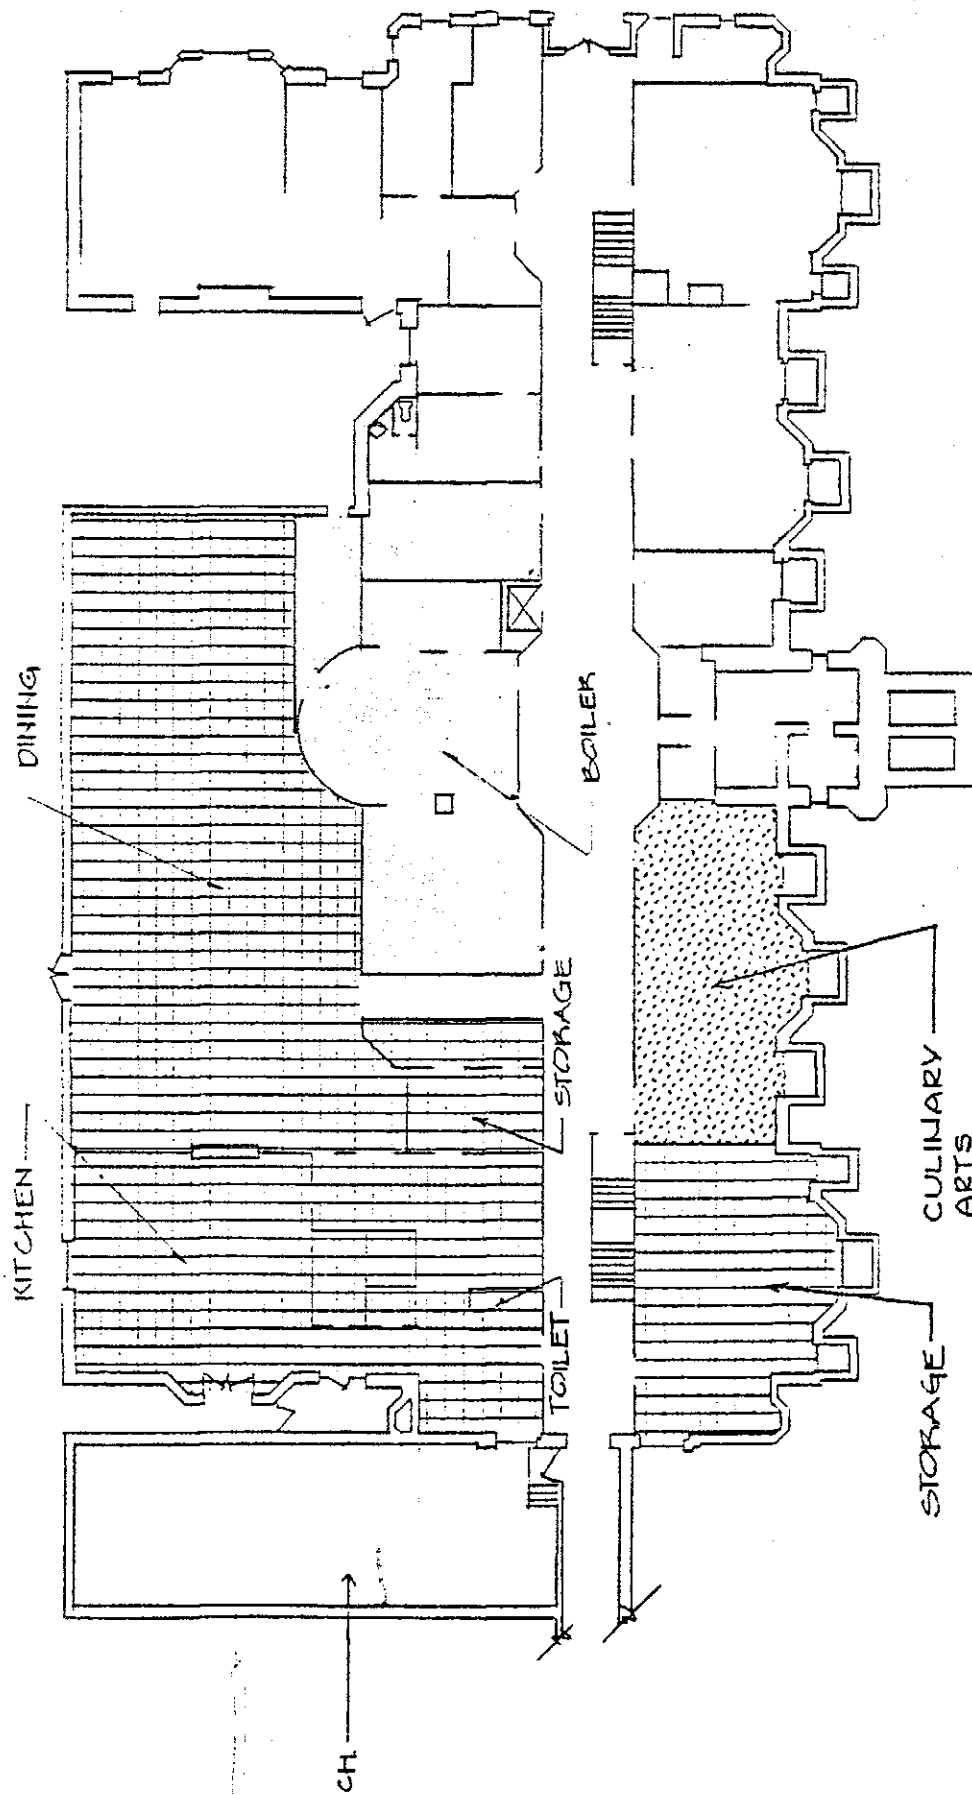 DINING
KITCHEN
BOILER
STORAGE
TOILET
CULINARY
ARTS
STORAGE
CH.